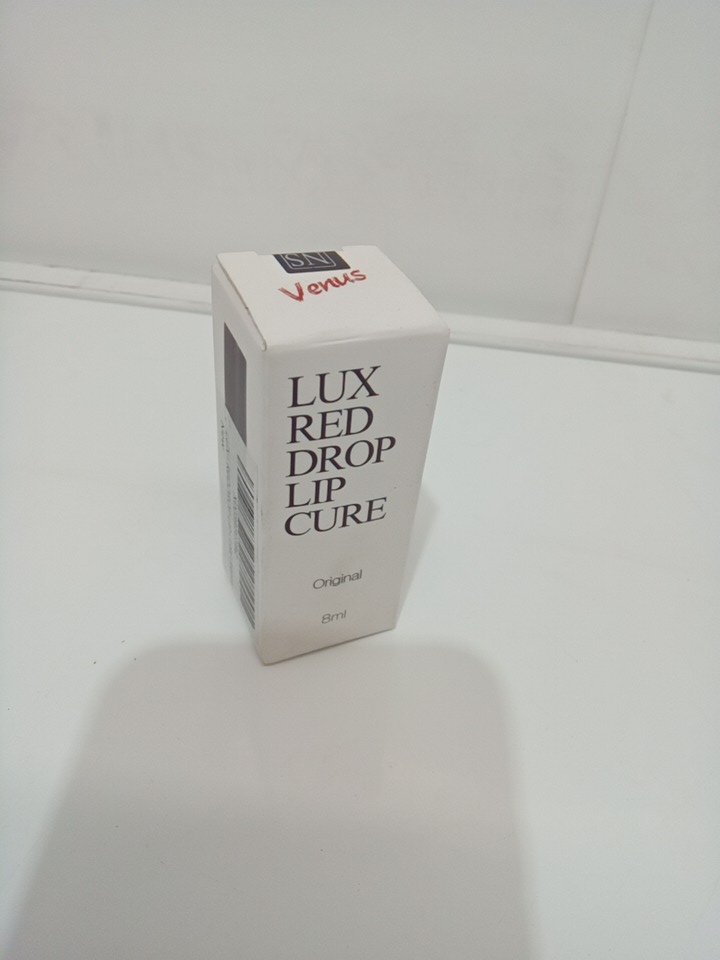 SN
Venus
LUX
RED
DROP
LIP
CURE
Original
8ml